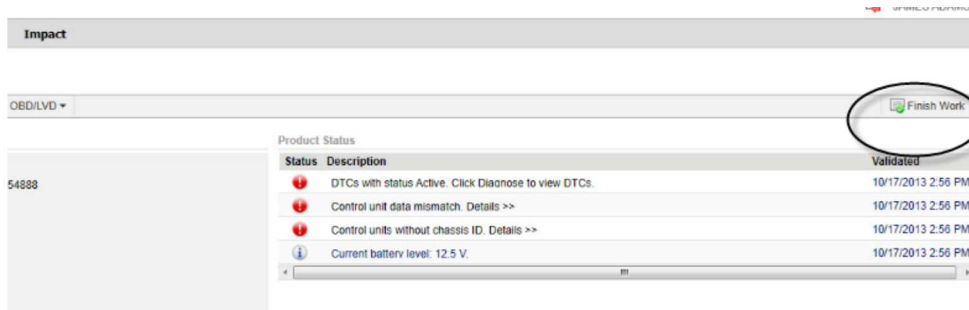 Impact
OBD/LVD
Finish Work
Product Status
Status Description Validated
54888
DTCs with status Active. Click Diagnose to view DTCs. 10/17/2013 2:56 PM
Control unit data mismatch. Details >> 10/17/2013 2:56 PM
Control units without chassis ID. Details >> 10/17/2013 2:56 PM
Current battery level: 12.5 V. 10/17/2013 2:56 PM